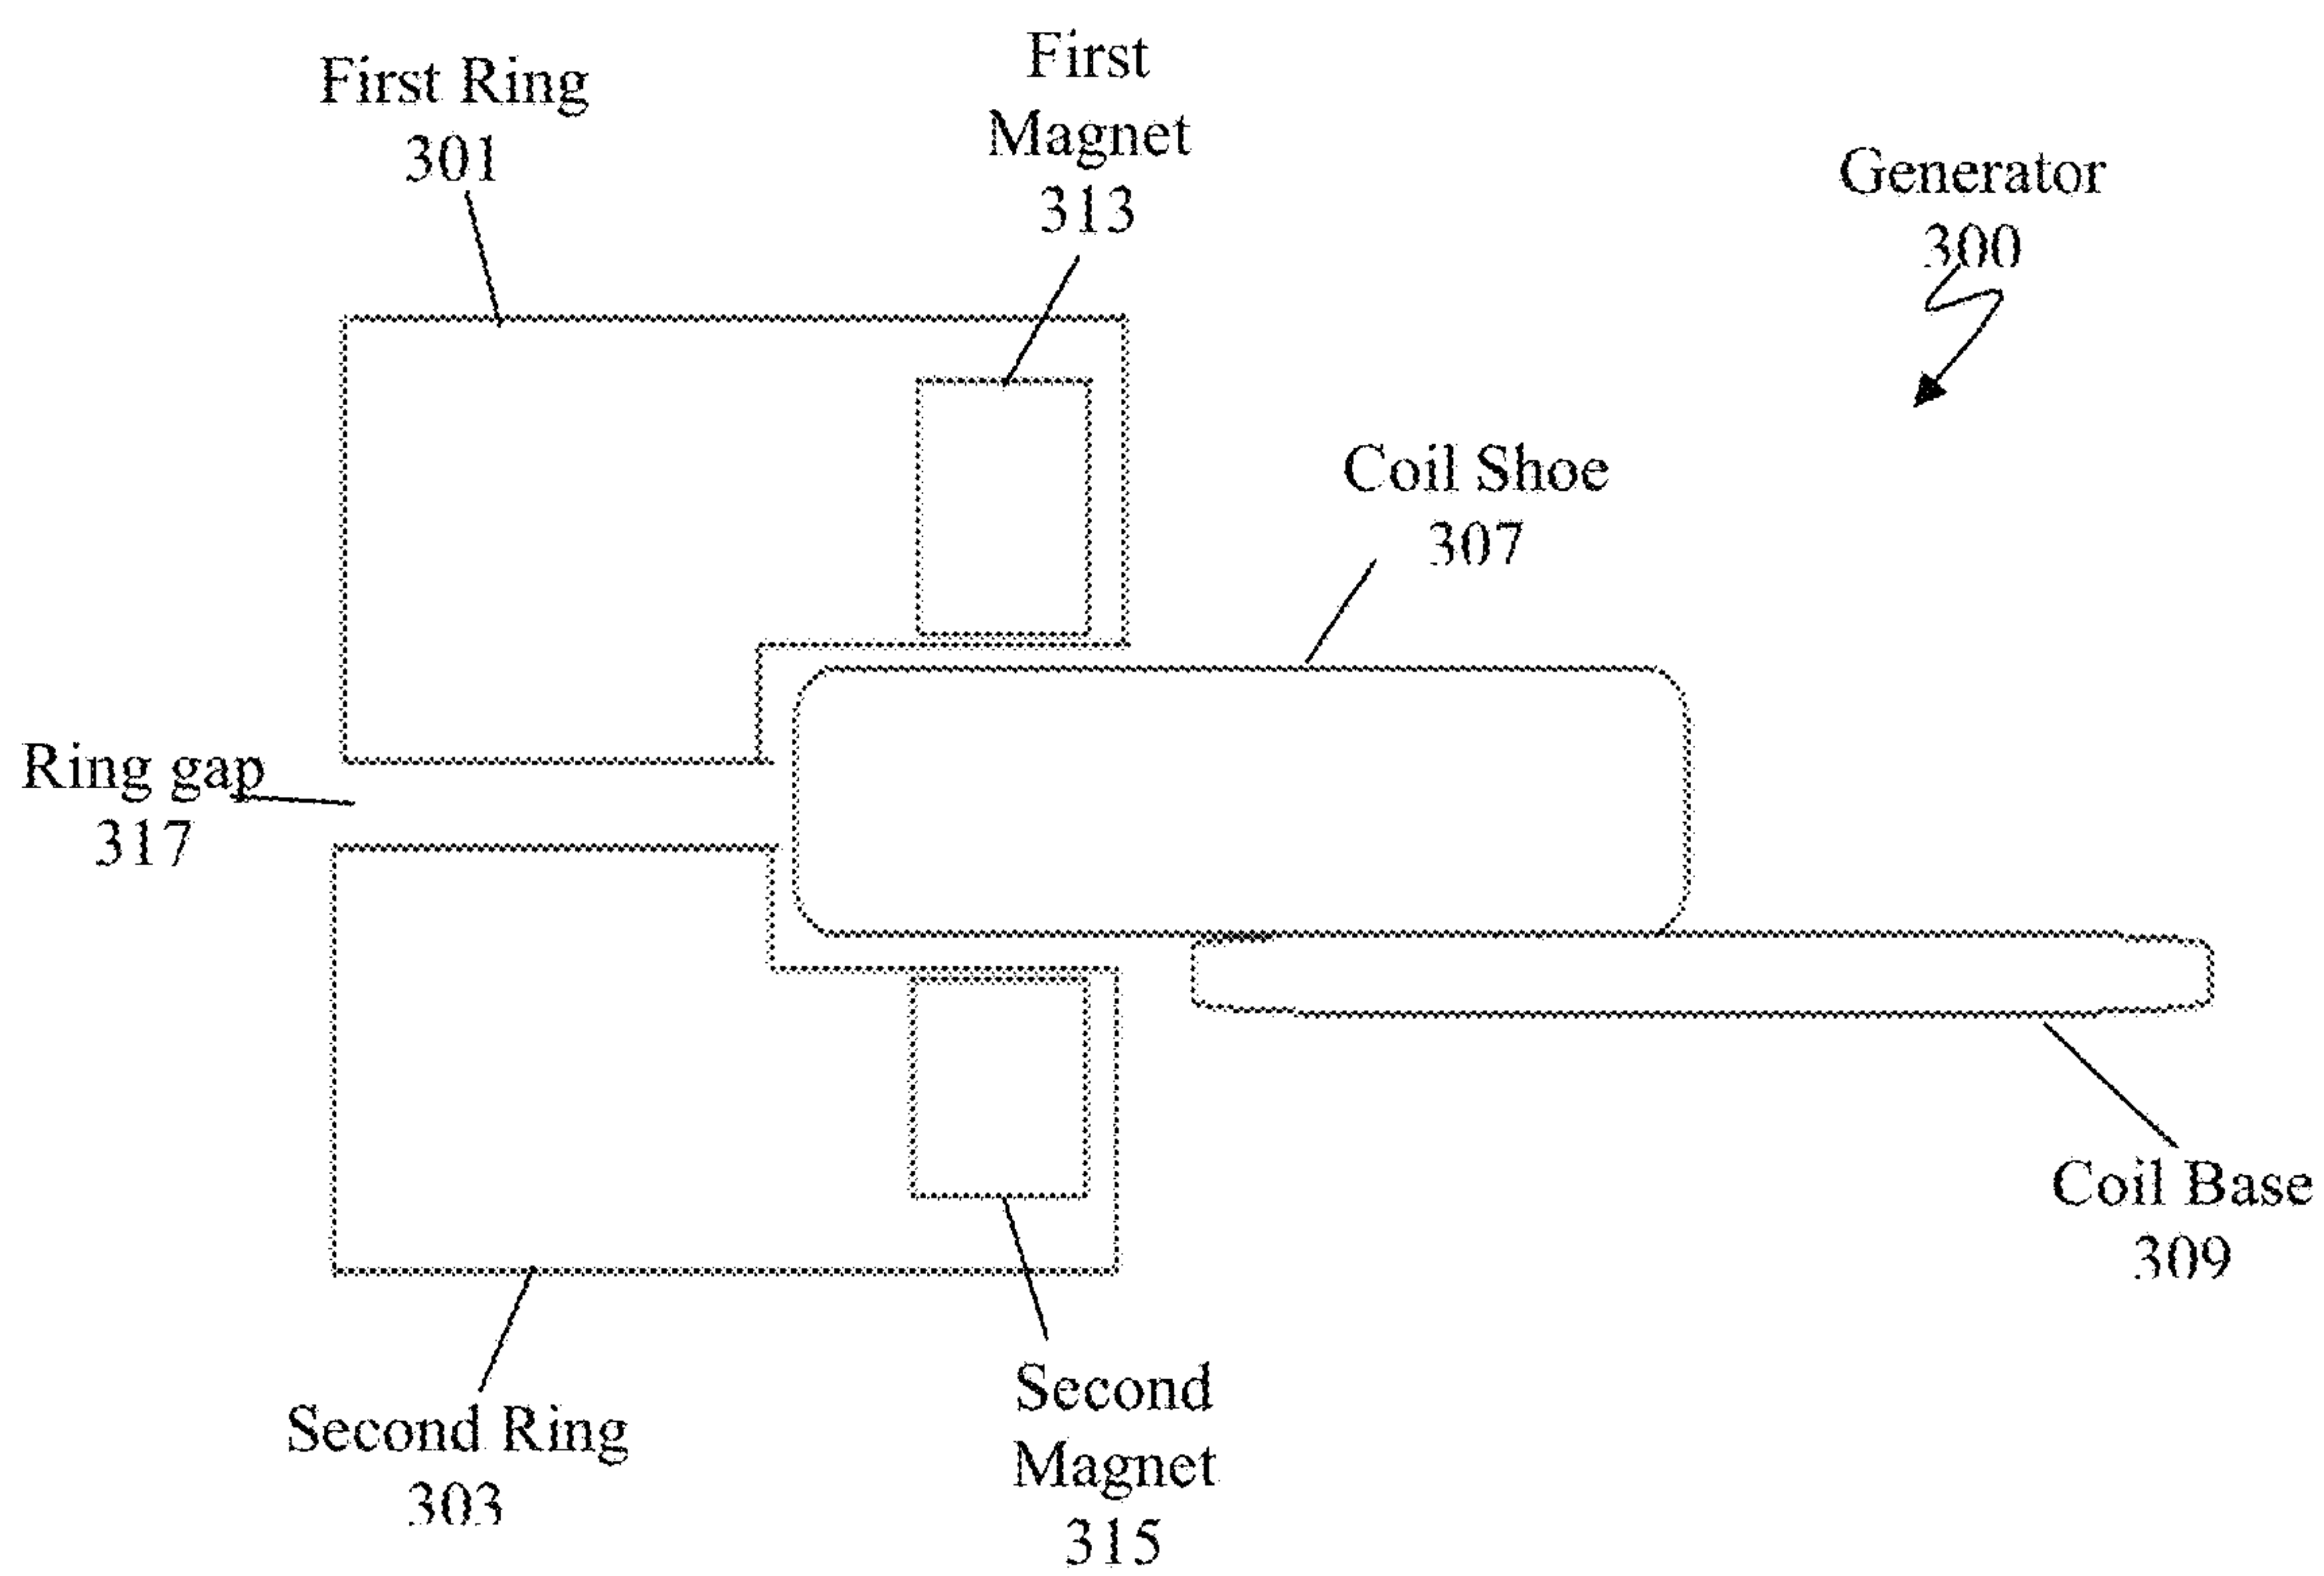 First Ring
301
First
Magnet
313
Generator
300
Coil Shoe
307
Ring gap
317
Coil Base
309
Second Ring
303
Second
Magnet
315